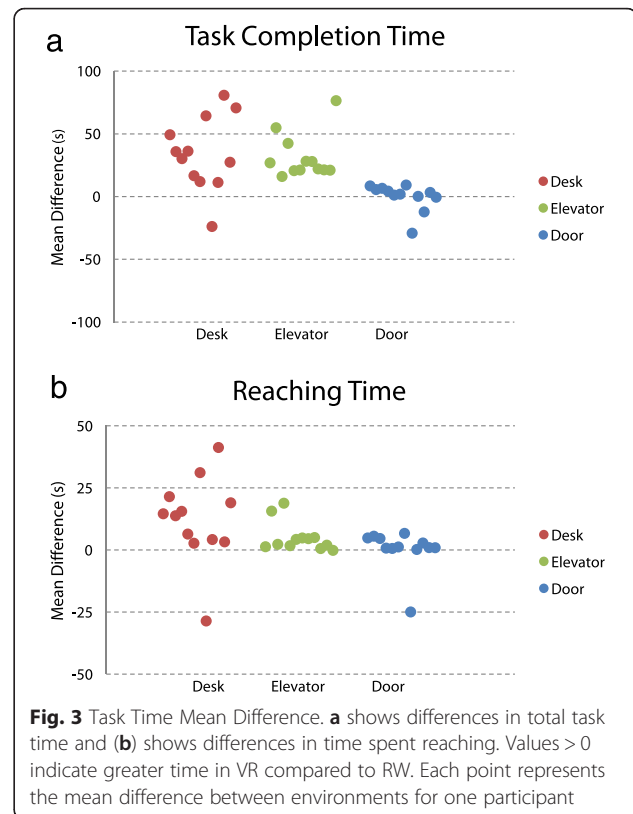 a
Task Completion Time
100
50
0
-50
-100
Mean Difference (s)
Desk
Elevator
Door
Desk
Elevator
Door
b
Reaching Time
50
25
0
-25
-50
Mean Difference (s)
Desk
Elevator
Door
Desk
Elevator
Door
Fig. 3 Task Time Mean Difference. a shows differences in total task
time and (b) shows differences in time spent reaching. Values > 0
indicate greater time in VR compared to RW. Each point represents
the mean difference between environments for one participant